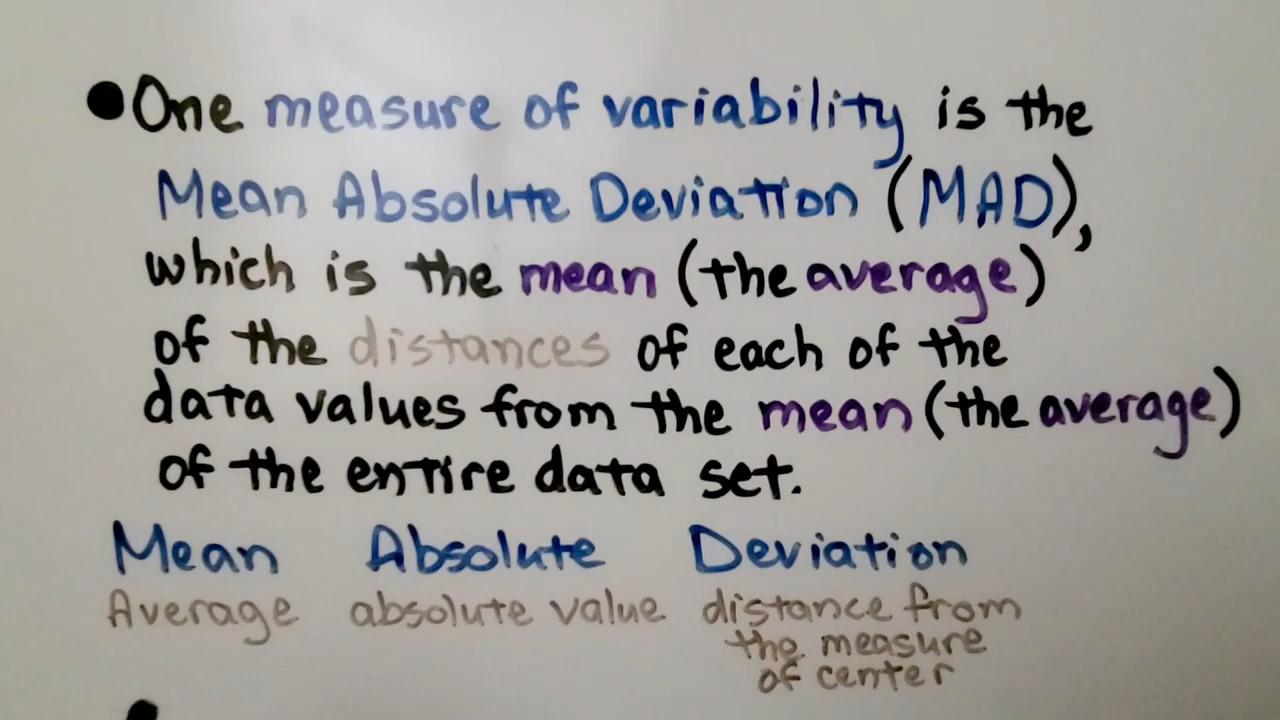 ●One measure of variability is the
Mean Absolute Deviation (MAD),
which is the mean (the average)
of the distances of each of the
data values from the mean (the average)
of the entire data set.
Mean Absolute Deviation
Average absolute value distance from
the measure
of center